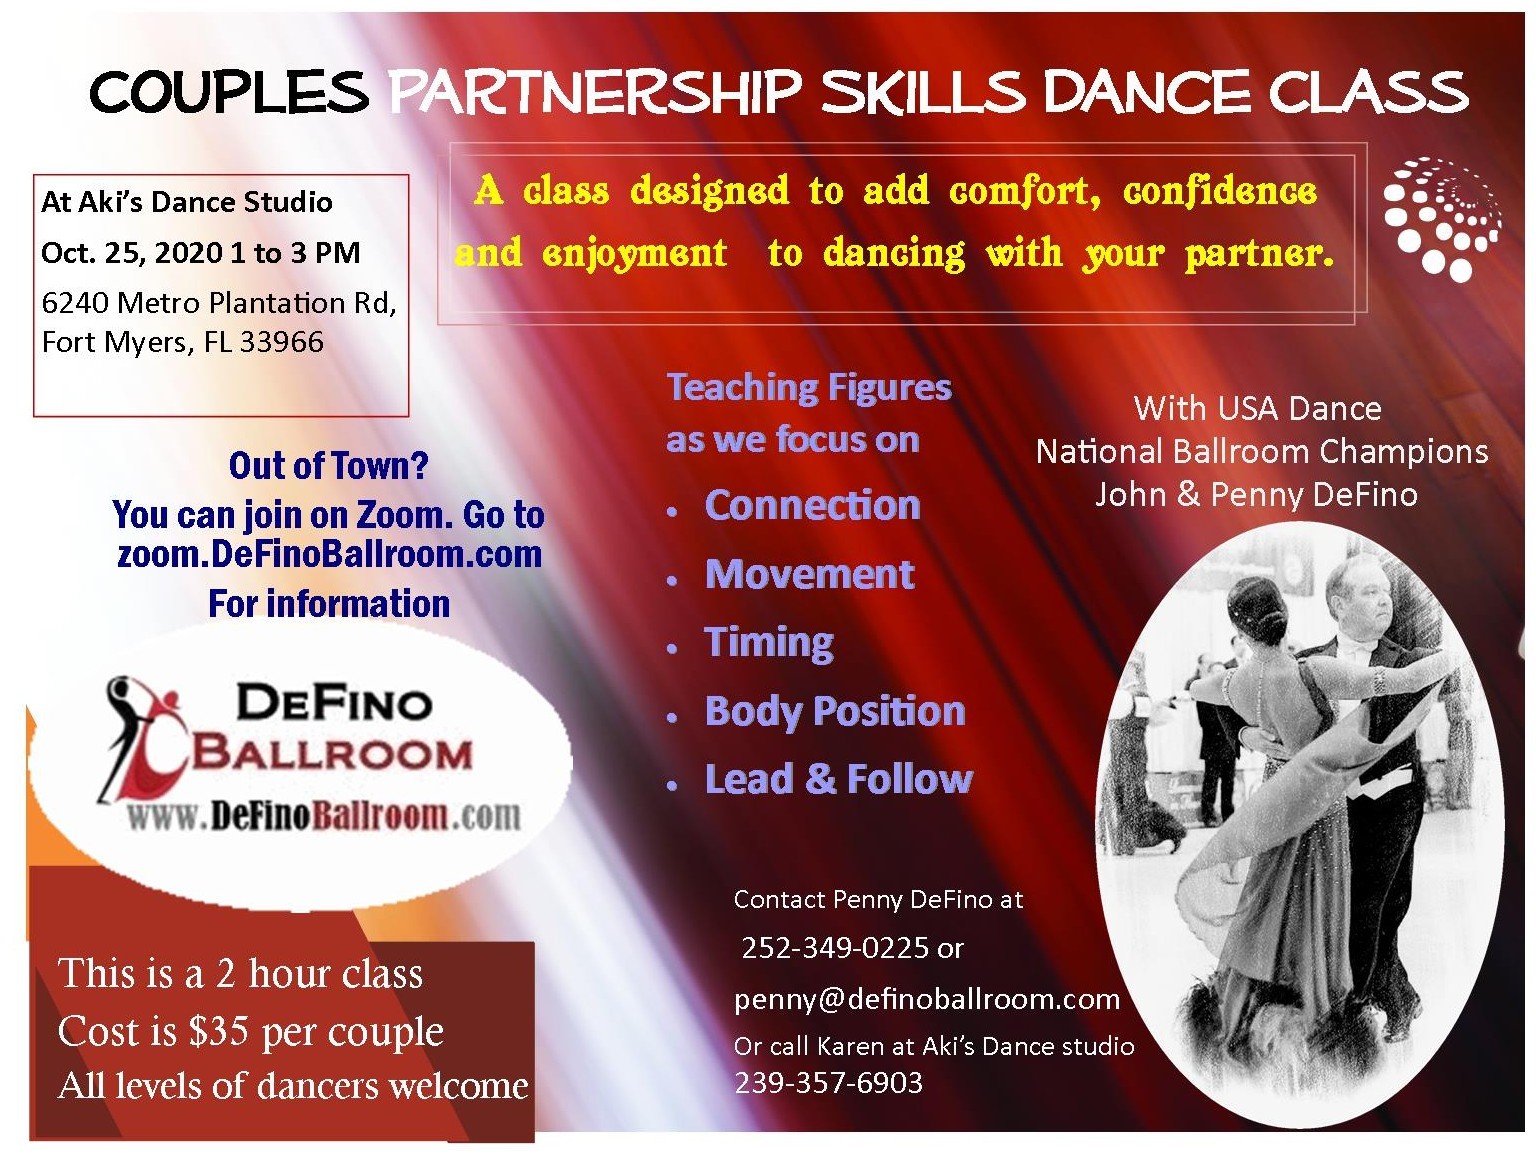 COUPLES PARTNERSHIP SKILLS DANCE CLASS
At Aki's Dance Studio
Oct. 25, 2020 1 to 3 PM
6240 Metro Plantation Rd,
Fort Myers, FL 33966
A class designed to add comfort, confidence
and enjoyment to dancing with your partner.
Out of Town?
You can join on Zoom. Go to
zoom.DeFinoBallroom.com
For information
DEFINO
BALLROOM
www.DeFinoBallroom.com
This is a 2 hour class
Cost is $35 per couple
All levels of dancers welcome
Teaching Figures
as we focus on
• Connection
• Movement
• Timing
• Body Position
• Lead & Follow
Contact Penny DeFino at
252-349-0225 or
penny@definoballroom.com
Or call Karen at Aki's Dance studio
239-357-6903
With USA Dance
National Ballroom Champions
John & Penny DeFino